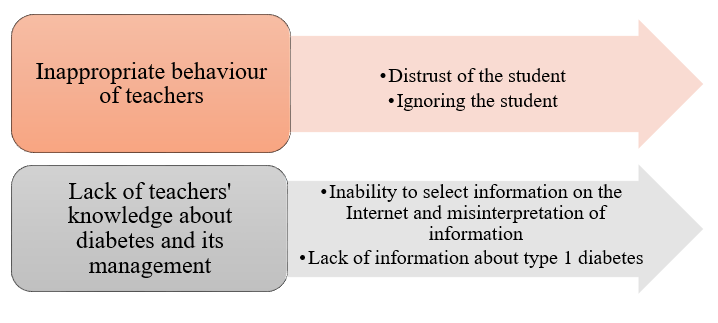 Inappropriate behaviour
of teachers
•Distrust of the student
•Ignoring the student
Lack of teachers'
knowledge about
diabetes and its
management
•Inability to select information on the
Internet and misinterpretation of
information
•Lack of information about type 1 diabetes